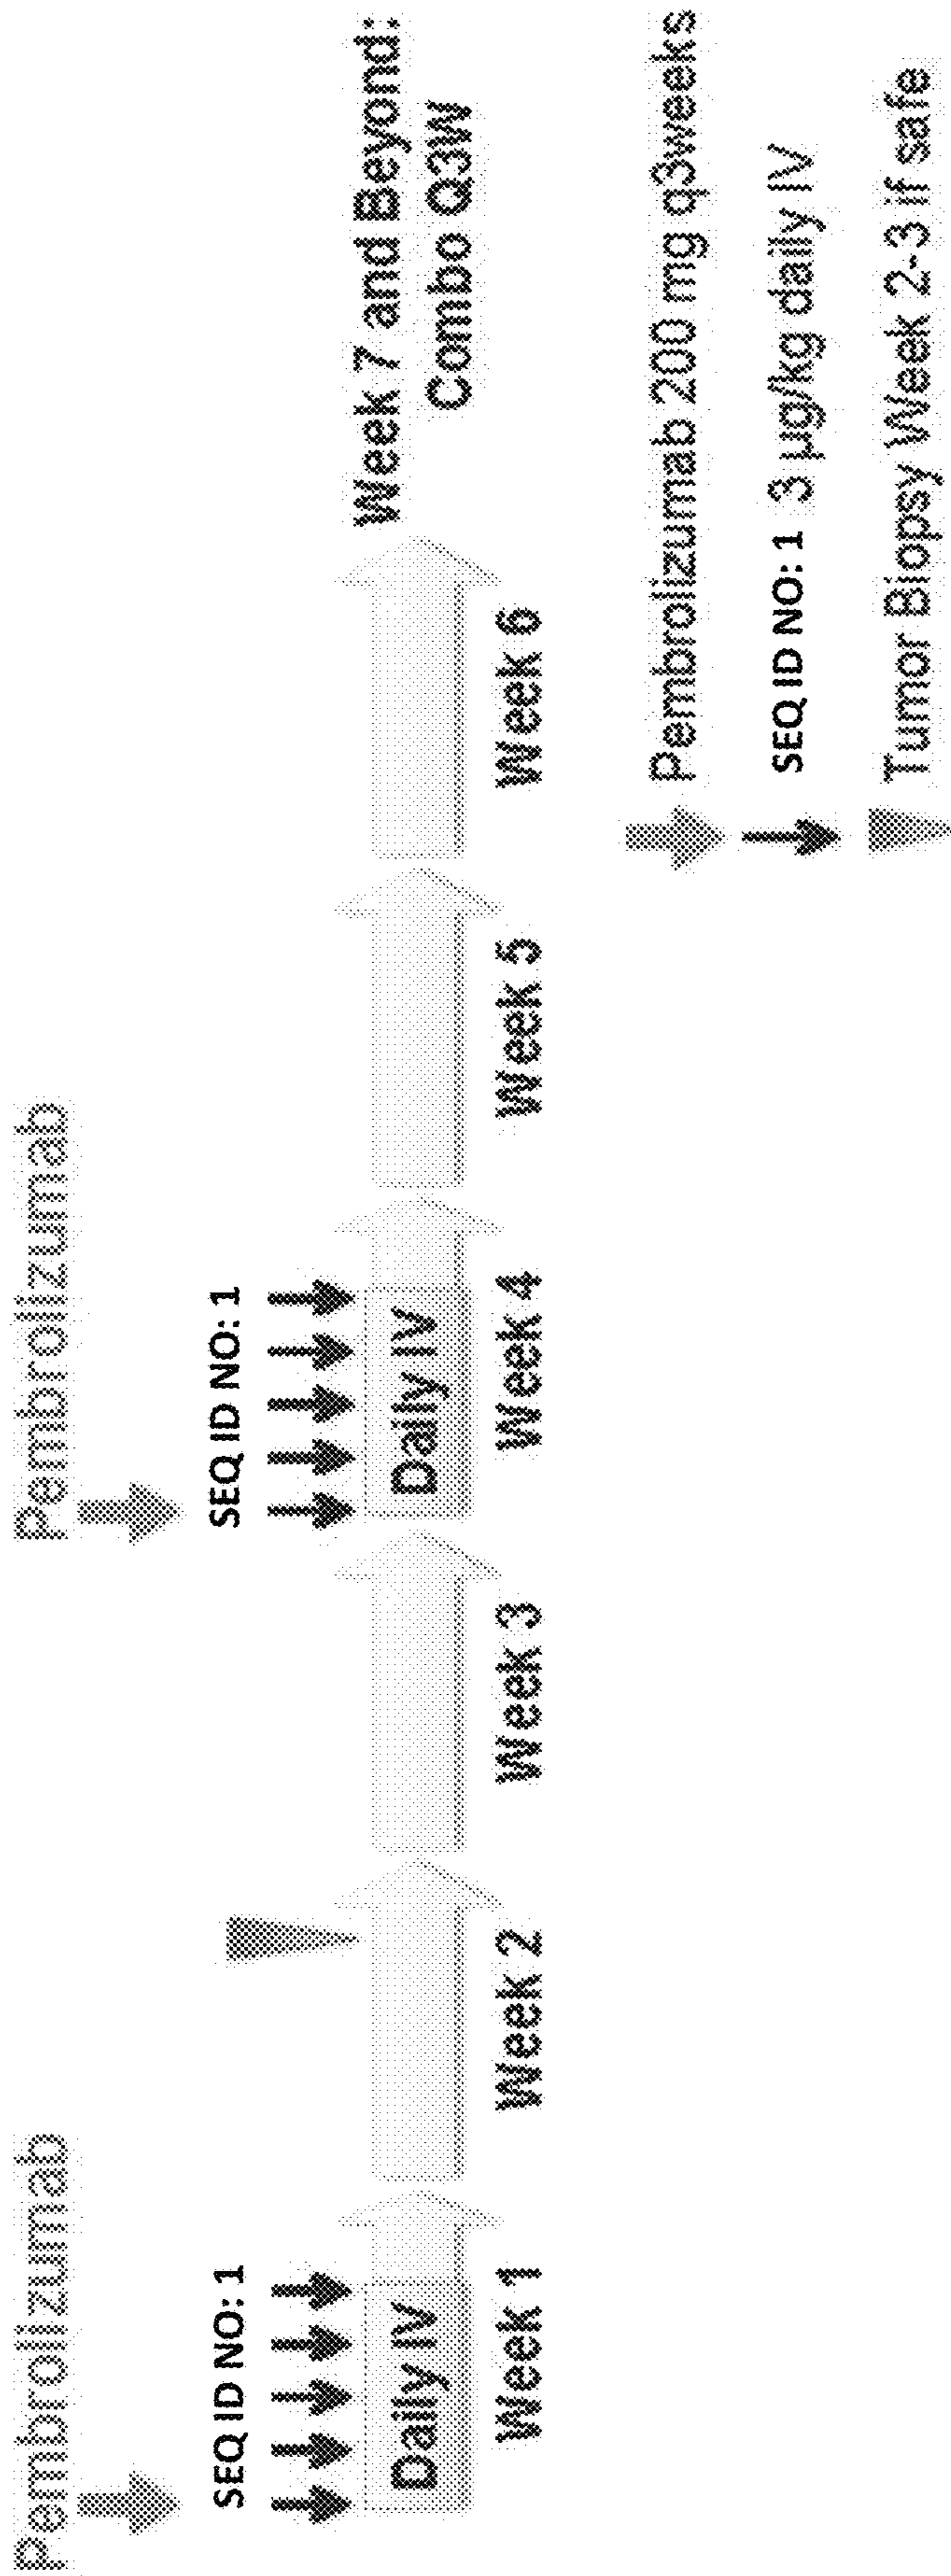 Pembrolizumab
Pembrolizumab
SEQ ID NO: 1
SEQ ID NO: 1
Daily IV
Daily IV
Week 7 and Beyond:
Combo Q3W
Week 1
Week 2
Week 3
Week 4
Week 5
Week 6
Pembrolizumab 200 mg q3weeks
SEQ ID NO: 1 3 µg/kg daily IV
Tumor Biopsy Week 2-3 if safe